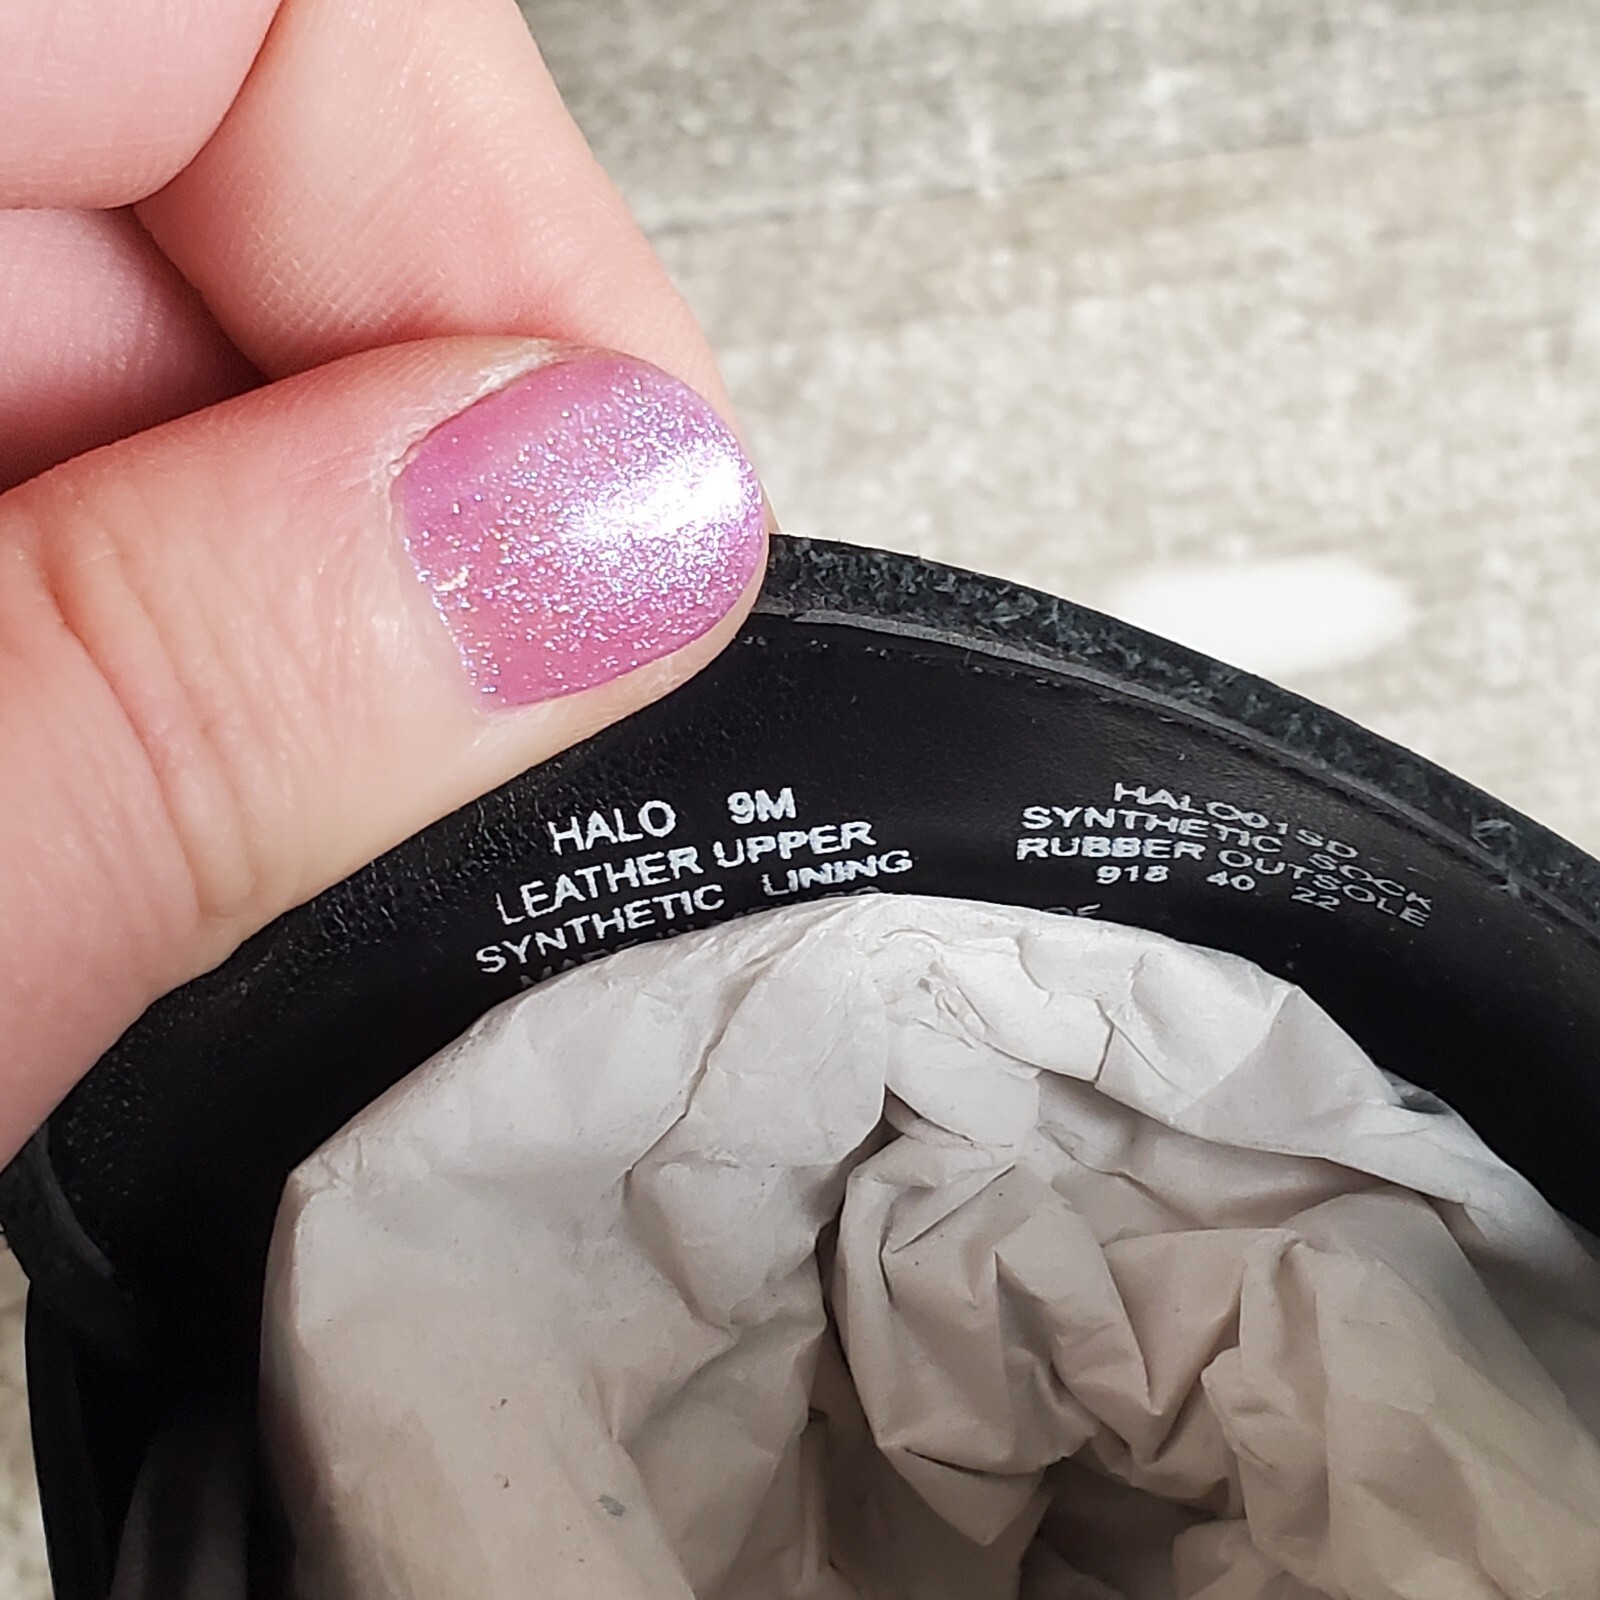 HALO 9M
LEATHER UPPER
SYNTHETIC LINING
HALO01SD
SYNTHETIC SOCK
RUBBER OUTSOLE
918 40 22